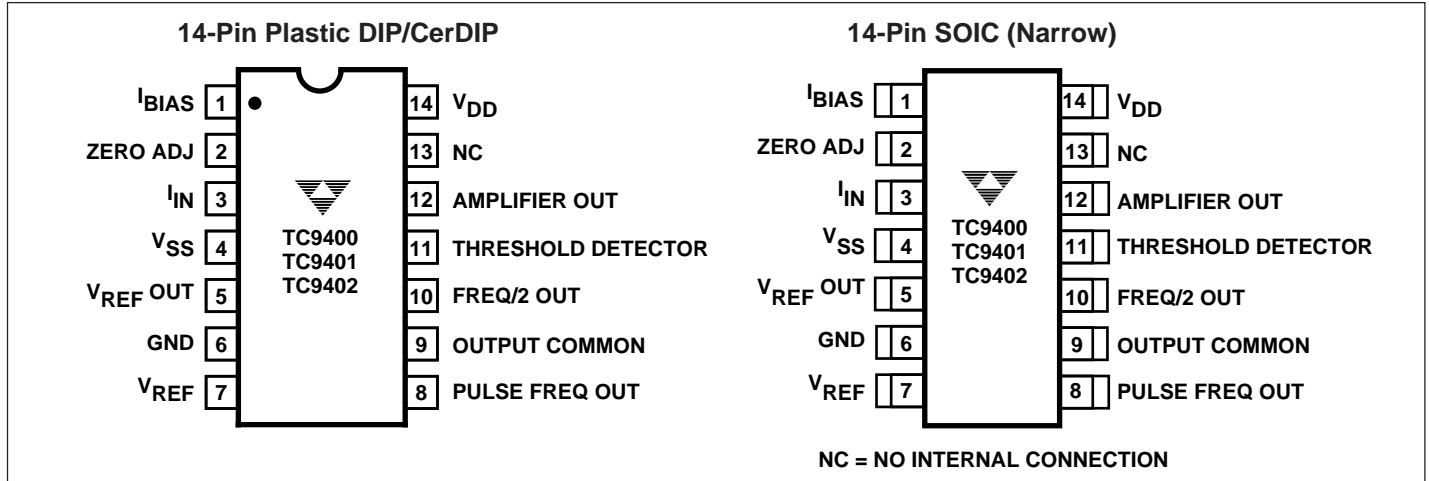 14-Pin Plastic DIP/CerDIP
IBIAS 1
ZERO ADJ 2
IIN 3
VSS 4
VREF OUT 5
GND 6
VREF 7
TC9400
TC9401
TC9402
14 VDD
13 NC
12 AMPLIFIER OUT
11 THRESHOLD DETECTOR
10 FREQ/2 OUT
9 OUTPUT COMMON
8 PULSE FREQ OUT
14-Pin SOIC (Narrow)
IBIAS 1
ZERO ADJ 2
IIN 3
VSS 4
VREF OUT 5
GND 6
VREF 7
TC9400
TC9401
TC9402
14 VDD
13 NC
12 AMPLIFIER OUT
11 THRESHOLD DETECTOR
10 FREQ/2 OUT
9 OUTPUT COMMON
8 PULSE FREQ OUT
NC = NO INTERNAL CONNECTION